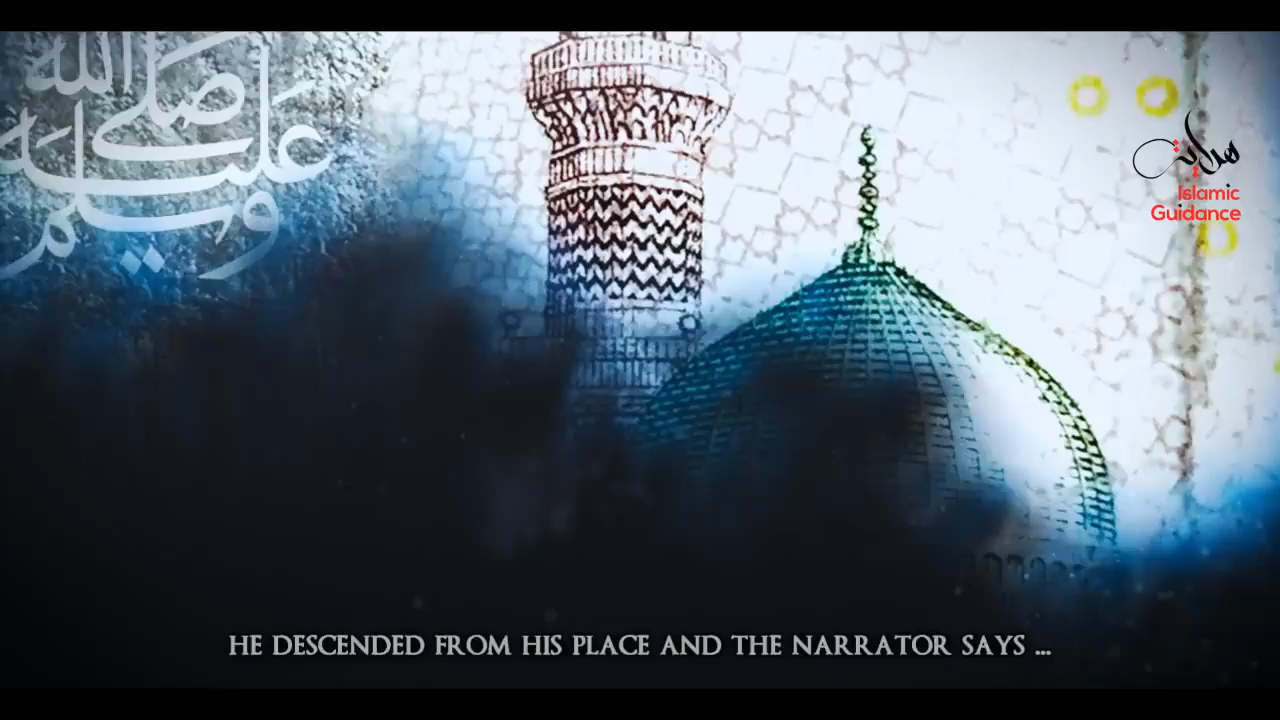 صلى الله
عليه
وسلم
هداية
Islamic
Guidance
HE DESCENDED FROM HIS PLACE AND THE NARRATOR SAYS ...